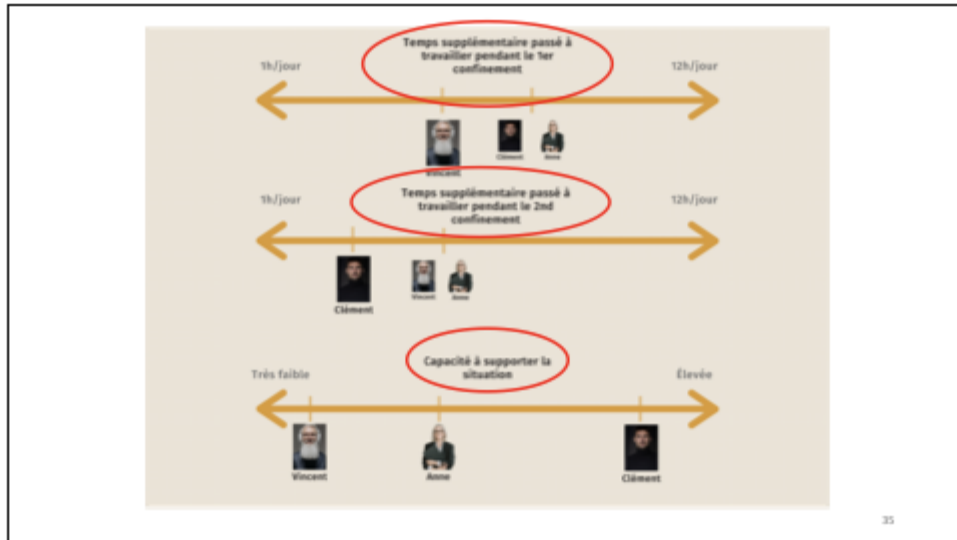 Temps supplémentaire passé à
travailler pendant le 1er
confinement
1h/jour
12h/jour
Vincent
Clément
Anne
Temps supplémentaire passé à
travailler pendant le 2nd
confinement
1h/jour
12h/jour
Clément
Vincent
Anne
Capacité à supporter la
situation
Très faible
Élevée
Vincent
Anne
Clément
35